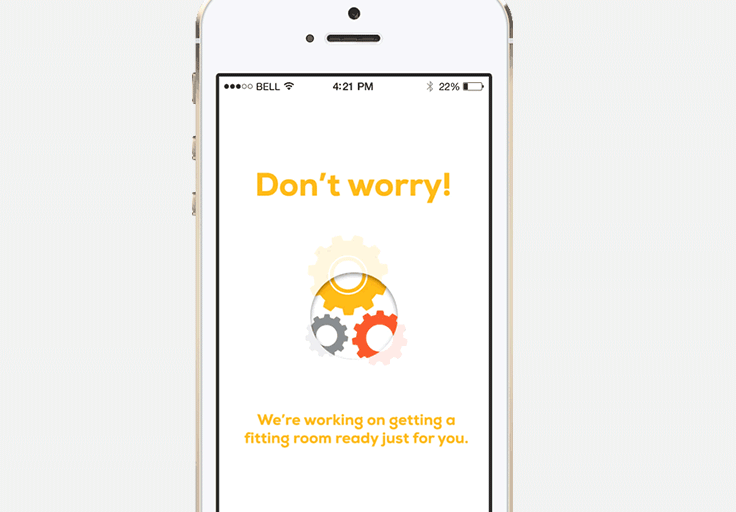 BELL 4:21 PM 22%
Don't worry!
We're working on getting a
fitting room ready just for you.